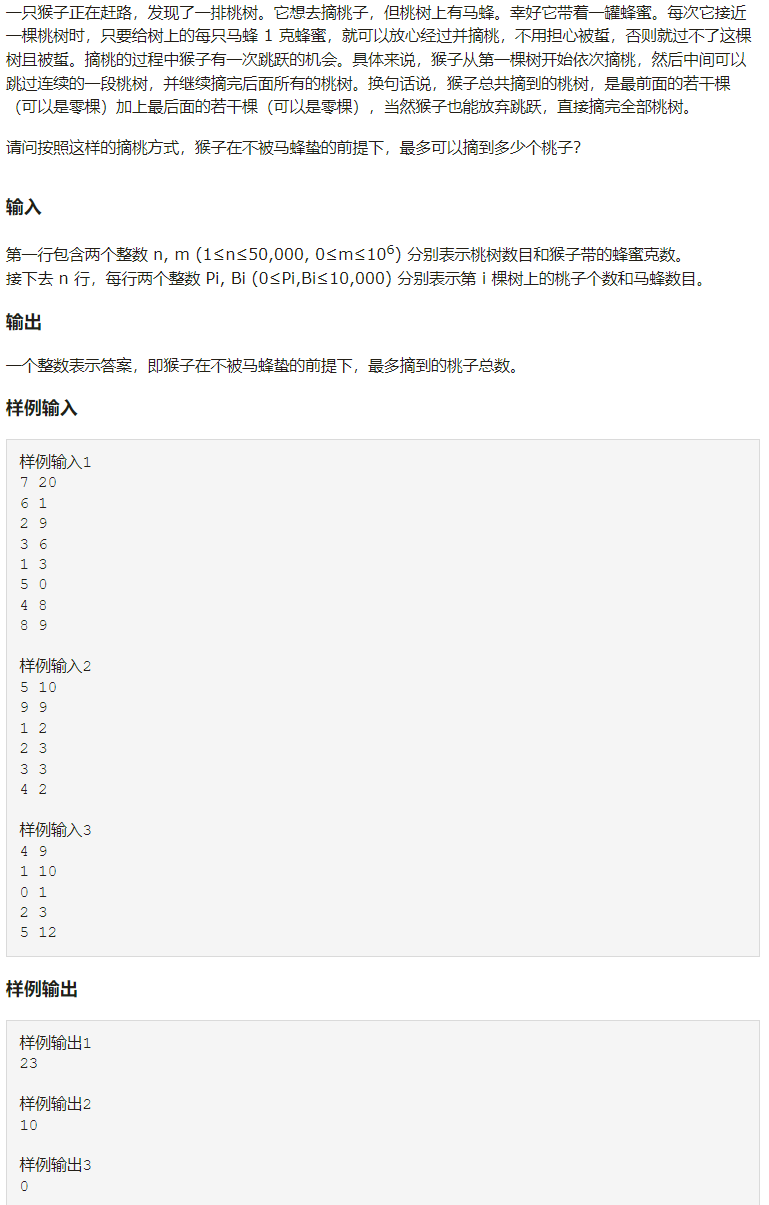 一只猴子正在赶路，发现了一排桃树。它想去摘桃子，但桃树上有马蜂。幸好它带着一罐蜂蜜。每次它接近
一棵桃树时，只要给树上的每只马蜂 1 克蜂蜜，就可以放心经过并摘桃，不用担心被蜇，否则就过不了这棵
树且被蜇。摘桃的过程中猴子有一次跳跃的机会。具体来说，猴子从第一棵树开始依次摘桃，然后中间可以
跳过连续的一段桃树，并继续摘完后面所有的桃树。换句话说，猴子总共摘到的桃树，是最前面的若干棵
（可以是零棵）加上最后面的若干棵（可以是零棵），当然猴子也能放弃跳跃，直接摘完全部桃树。
请问按照这样的摘桃方式，猴子在不被马蜂蛰的前提下，最多可以摘到多少个桃子?
输入
第一行包含两个整数 n, m (1≤n≤50,000, 0≤m≤10⁶) 分别表示桃树数目和猴子带的蜂蜜克数。
接下去 n 行，每行两个整数 Pi, Bi (0≤Pi,Bi≤10,000) 分别表示第 i 棵树上的桃子个数和马蜂数目。
输出
一个整数表示答案，即猴子在不被马蜂蛰的前提下，最多摘到的桃子总数。
样例输入
样例输入1
7 20
6 1
2 9
3 6
1 3
5 0
4 8
8 9
样例输入2
5 10
9 9
1 2
2 3
3 3
4 2
样例输入3
4 9
1 10
0 1
2 3
5 12
样例输出
样例输出1
23
样例输出2
10
样例输出3
0